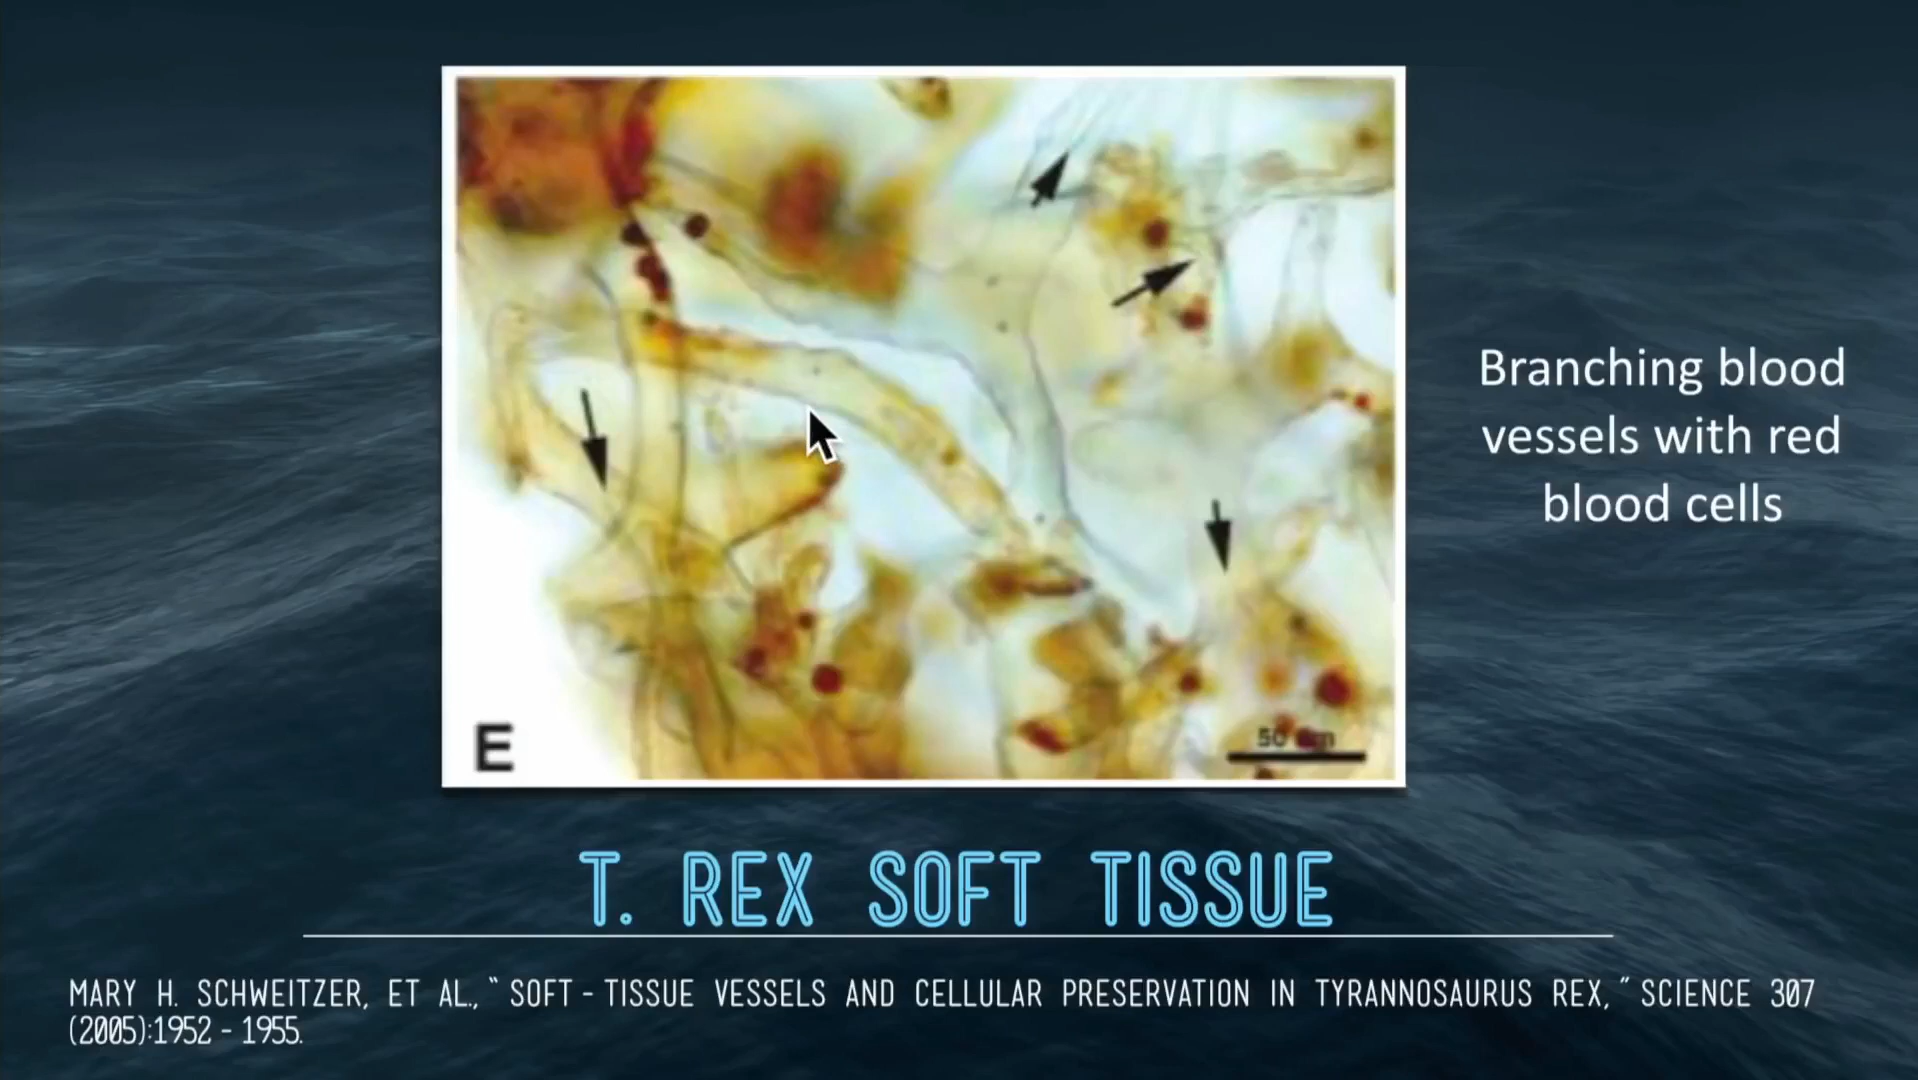 Branching blood
vessels with red
blood cells
E
50
T. REX SOFT TISSUE
MARY H. SCHWEITZER, ET AL., “SOFT-TISSUE VESSELS AND CELLULAR PRESERVATION IN TYRANNOSAURUS REX,” SCIENCE 307
(2005):1952 - 1955.